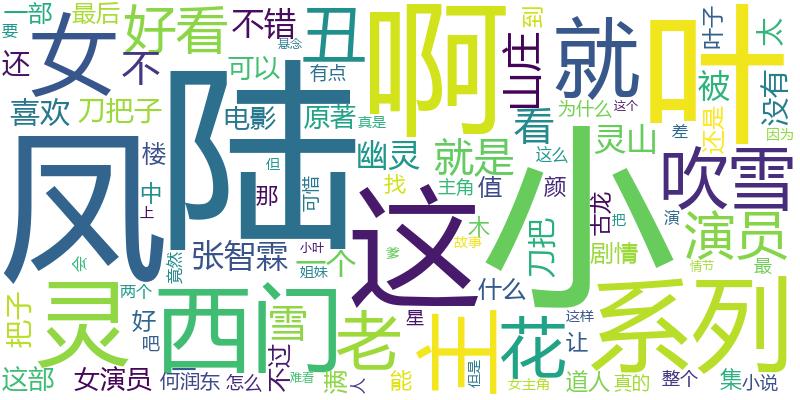 一部 最后 女 好看 不错 丑 啊 到 就 叶子 叶
要 还 不 悬念 山庄 太
喜欢 刀把子 可以 有点 为什么 这个 被 没有
凤 陆 电影 原著 真是 看 小 差 还是 因为
楼 幽灵 就是 这么 灵山 吹雪
中 上 但 那 可惜 找 主角 值 颜 古龙 把 演 演员
张智霖 小叶 这 木 刀把 剧情 最
会 竟然 一个 姐妹 爹 故事 什么 情节
把子 灵 两个 西门 雪 老 星 主 花 这样 系列
好 吧 不过 让
这部 女演员 何润东 怎么 难看 满 人 能 但是 女主角 道人 真的 整个 集 小说